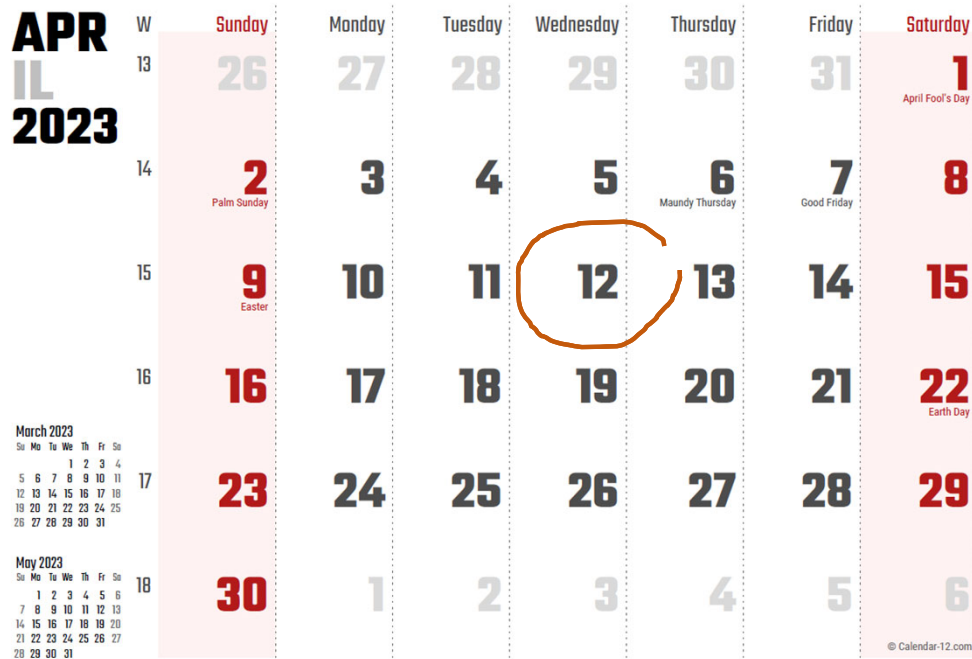 APR
IL
2023
W Sunday Monday Tuesday Wednesday Thursday Friday Saturday
13 26 27 28 29 30 31 1
April Fool's Day
14 2 3 4 5 6 7 8
Palm Sunday Maundy Thursday Good Friday
15 9 10 11 12 13 14 15
Easter
16 16 17 18 19 20 21 22
Earth Day
17 23 24 25 26 27 28 29
18 30 1 2 3 4 5 6
March 2023
Su Mo Tu We Th Fr Sa
1 2 3 4
5 6 7 8 9 10 11
12 13 14 15 16 17 18
19 20 21 22 23 24 25
26 27 28 29 30 31
May 2023
Su Mo Tu We Th Fr Sa
1 2 3 4 5 6
7 8 9 10 11 12 13
14 15 16 17 18 19 20
21 22 23 24 25 26 27
28 29 30 31
© Calendar-12.com